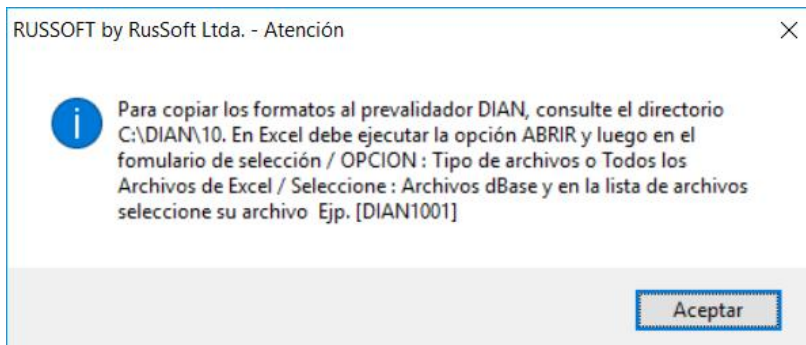 RUSSOFT by RusSoft Ltda. - Atención
Para copiar los formatos al prevalidador DIAN, consulte el directorio
C:\DIAN\10. En Excel debe ejecutar la opción ABRIR y luego en el
fomulario de selección / OPCION : Tipo de archivos o Todos los
Archivos de Excel / Seleccione : Archivos dBase y en la lista de archivos
seleccione su archivo  Ejp. [DIAN1001]
Aceptar